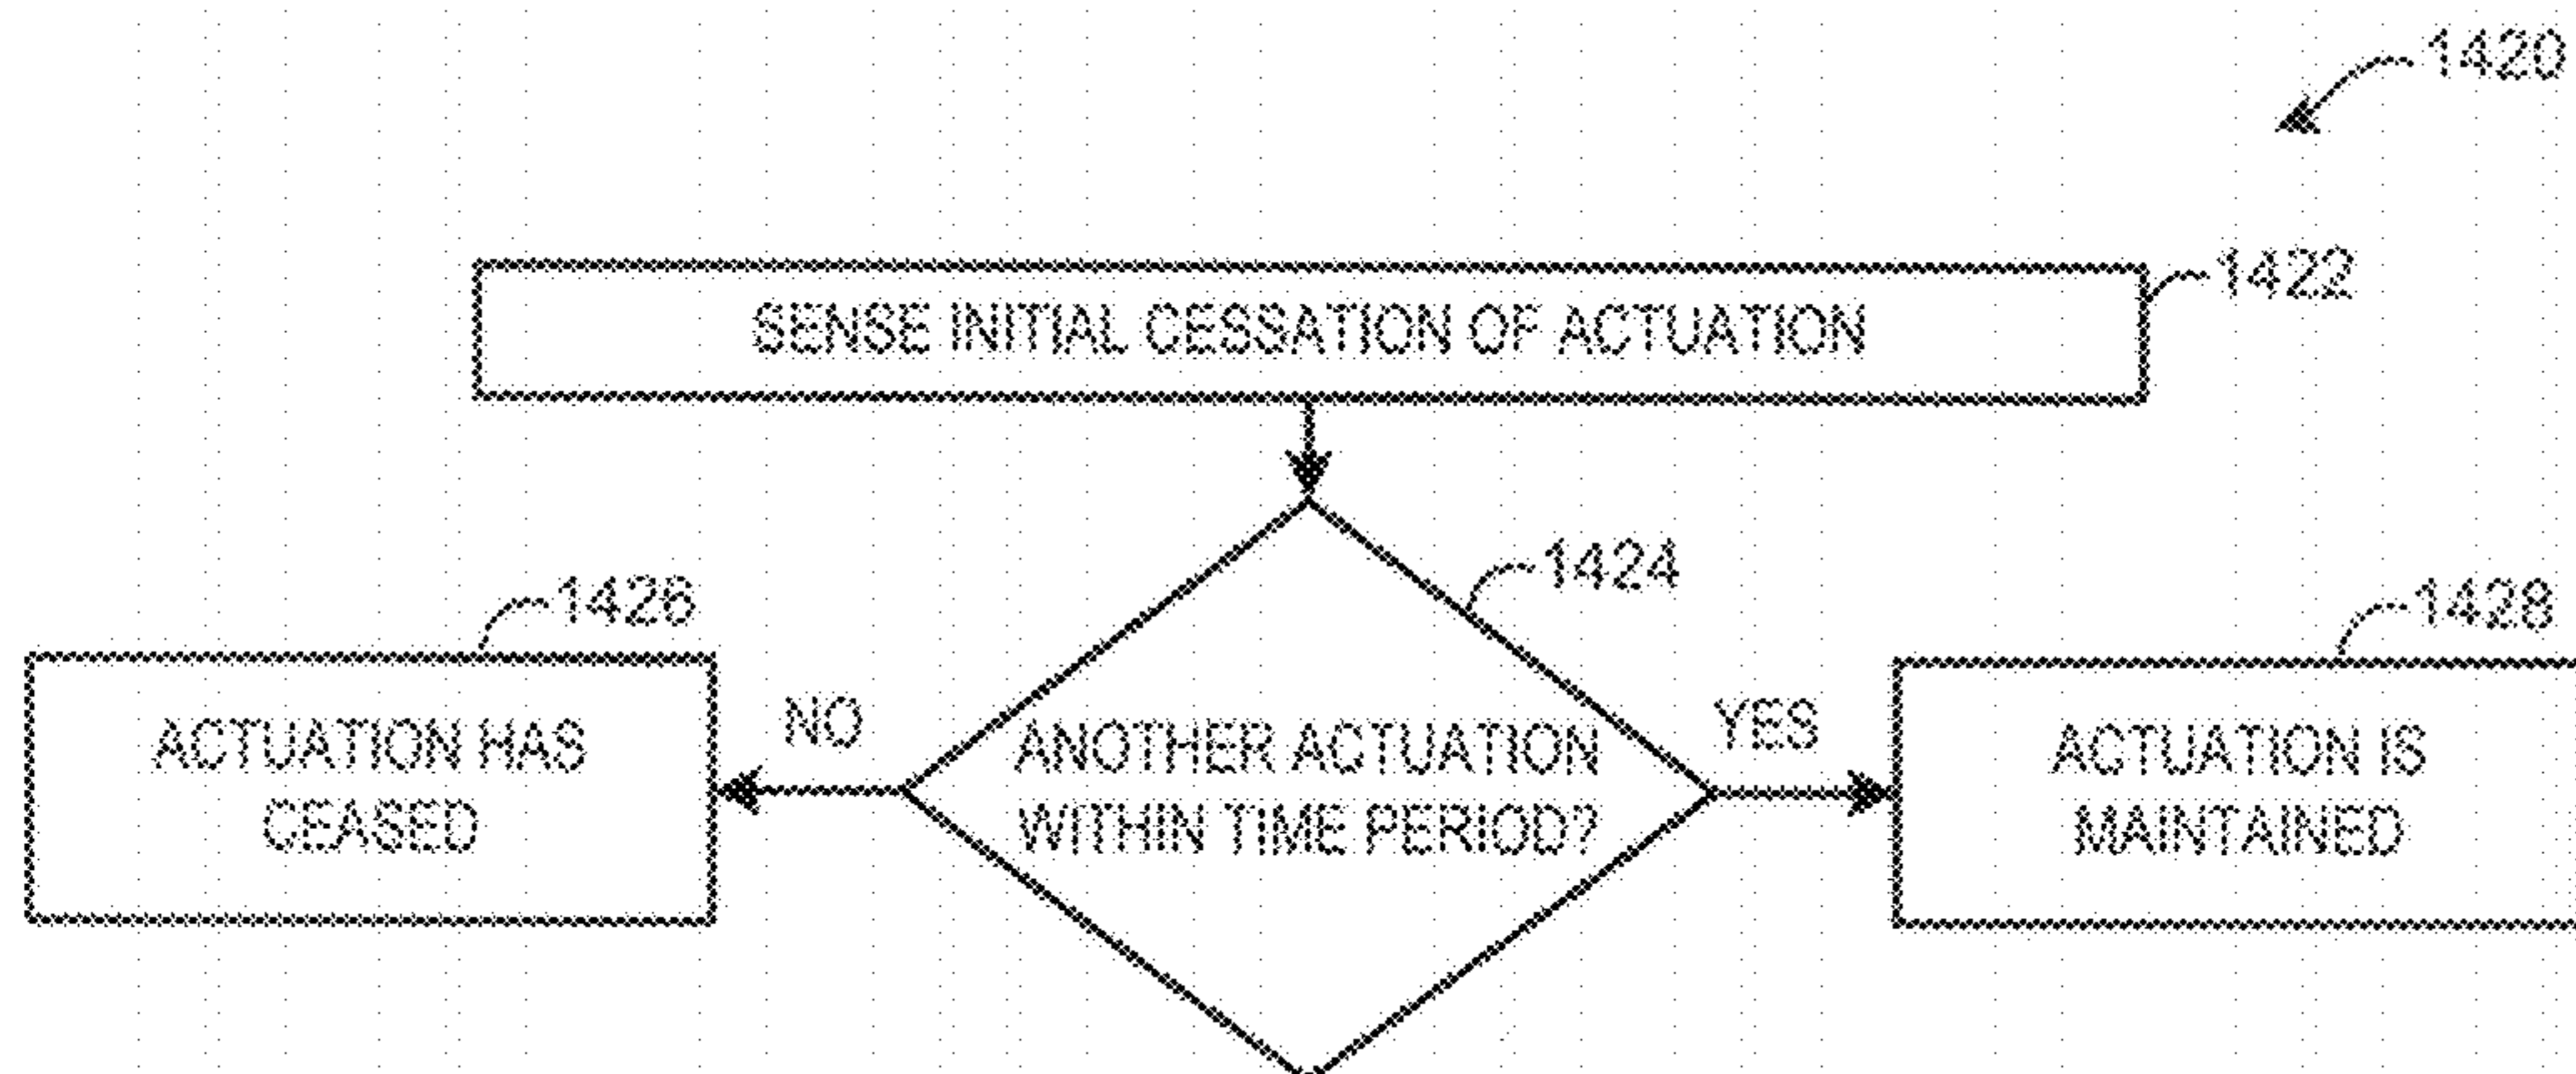 1420
SENSE INITIAL CESSATION OF ACTUATION
1422
1424
1426
1428
ACTUATION HAS
CEASED
NO
ANOTHER ACTUATION
WITHIN TIME PERIOD?
YES
ACTUATION IS
MAINTAINED